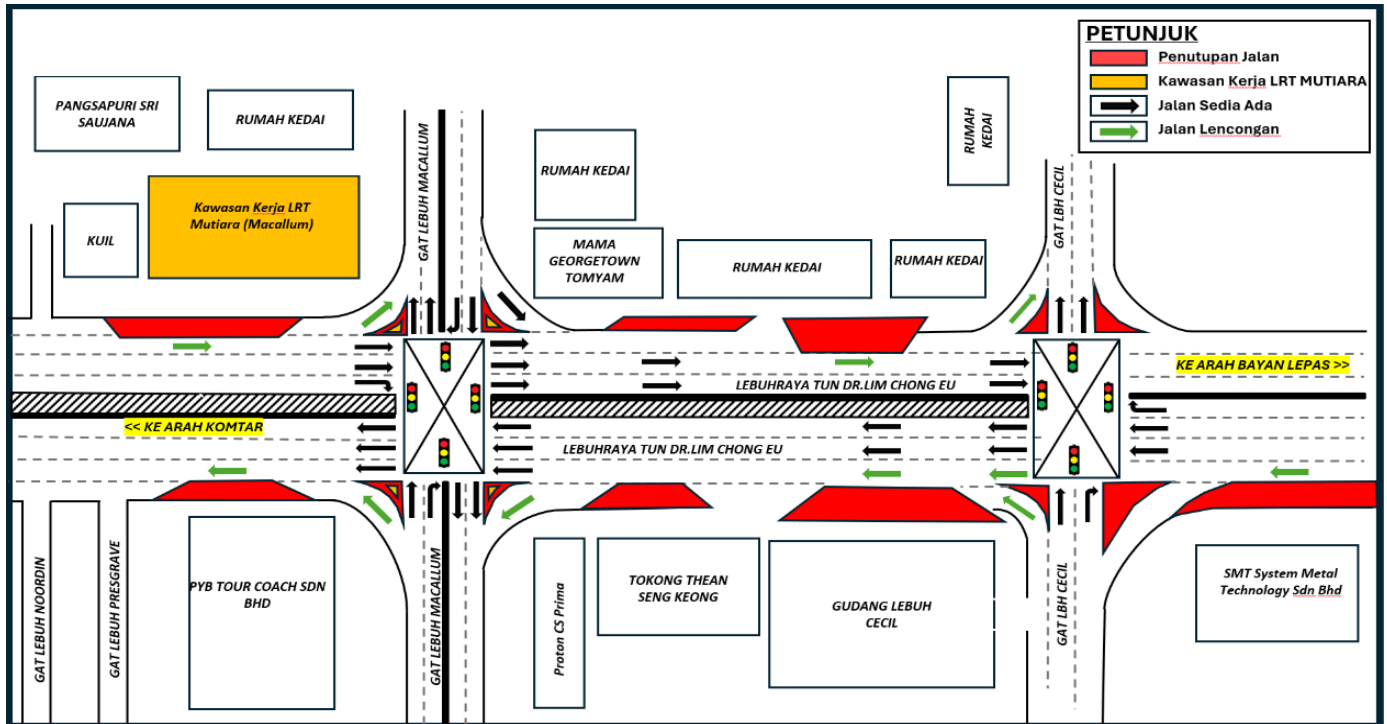 PETUNJUK
Penutupan Jalan
Kawasan Kerja LRT MUTIARA
Jalan Sedia Ada
Jalan Lencongan
PANGSAPURI SRI
SAUJANA
RUMAH KEDAI
KUIL
Kawasan Kerja LRT
Mutiara (Macallum)
GAT LEBUH MACALLUM
RUMAH KEDAI
MAMA
GEORGETOWN
TOMYAM
RUMAH KEDAI
RUMAH KEDAI
RUMAH
KEDAI
GAT LBH CECIL
KE ARAH BAYAN LEPAS >>
LEBUHRAYA TUN DR.LIM CHONG EU
<< KE ARAH KOMTAR
LEBUHRAYA TUN DR.LIM CHONG EU
GAT LEBUH NOORDIN
GAT LEBUH PRESGRAVE
PYB TOUR COACH SDN
BHD
GAT LEBUH MACALLUM
Proton CS Prima
TOKONG THEAN
SENG KEONG
GUDANG LEBUH
CECIL
GAT LBH CECIL
SMT System Metal
Technology Sdn Bhd